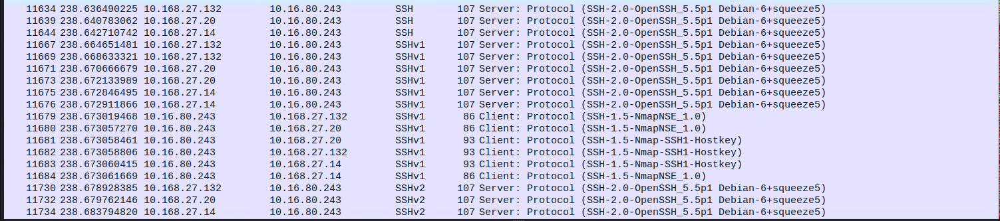 11634 238.636490225 10.168.27.132 10.16.80.243 SSH 107 Server: Protocol (SSH-2.0-OpenSSH_5.5p1 Debian-6+squeeze5)
11639 238.640783062 10.168.27.20 10.16.80.243 SSH 107 Server: Protocol (SSH-2.0-OpenSSH_5.5p1 Debian-6+squeeze5)
11644 238.642710742 10.168.27.14 10.16.80.243 SSH 107 Server: Protocol (SSH-2.0-OpenSSH_5.5p1 Debian-6+squeeze5)
11667 238.664651481 10.168.27.132 10.16.80.243 SSHv1 107 Server: Protocol (SSH-2.0-OpenSSH_5.5p1 Debian-6+squeeze5)
11669 238.668633321 10.168.27.132 10.16.80.243 SSHv1 107 Server: Protocol (SSH-2.0-OpenSSH_5.5p1 Debian-6+squeeze5)
11671 238.670666679 10.168.27.20 10.16.80.243 SSHv1 107 Server: Protocol (SSH-2.0-OpenSSH_5.5p1 Debian-6+squeeze5)
11673 238.672133989 10.168.27.20 10.16.80.243 SSHv1 107 Server: Protocol (SSH-2.0-OpenSSH_5.5p1 Debian-6+squeeze5)
11675 238.672846495 10.168.27.14 10.16.80.243 SSHv1 107 Server: Protocol (SSH-2.0-OpenSSH_5.5p1 Debian-6+squeeze5)
11676 238.672911866 10.168.27.14 10.16.80.243 SSHv1 107 Server: Protocol (SSH-2.0-OpenSSH_5.5p1 Debian-6+squeeze5)
11679 238.673019468 10.16.80.243 10.168.27.132 SSHv1 86 Client: Protocol (SSH-1.5-NmapNSE_1.0)
11680 238.673057270 10.16.80.243 10.168.27.20 SSHv1 86 Client: Protocol (SSH-1.5-NmapNSE_1.0)
11681 238.673058461 10.16.80.243 10.168.27.20 SSHv1 93 Client: Protocol (SSH-1.5-Nmap-SSH1-Hostkey)
11682 238.673058806 10.16.80.243 10.168.27.132 SSHv1 93 Client: Protocol (SSH-1.5-Nmap-SSH1-Hostkey)
11683 238.673060415 10.16.80.243 10.168.27.14 SSHv1 93 Client: Protocol (SSH-1.5-Nmap-SSH1-Hostkey)
11684 238.673061669 10.16.80.243 10.168.27.14 SSHv1 86 Client: Protocol (SSH-1.5-NmapNSE_1.0)
11730 238.678928385 10.168.27.132 10.16.80.243 SSHv2 107 Server: Protocol (SSH-2.0-OpenSSH_5.5p1 Debian-6+squeeze5)
11732 238.679762146 10.168.27.20 10.16.80.243 SSHv2 107 Server: Protocol (SSH-2.0-OpenSSH_5.5p1 Debian-6+squeeze5)
11734 238.683794820 10.168.27.14 10.16.80.243 SSHv2 107 Server: Protocol (SSH-2.0-OpenSSH_5.5p1 Debian-6+squeeze5)